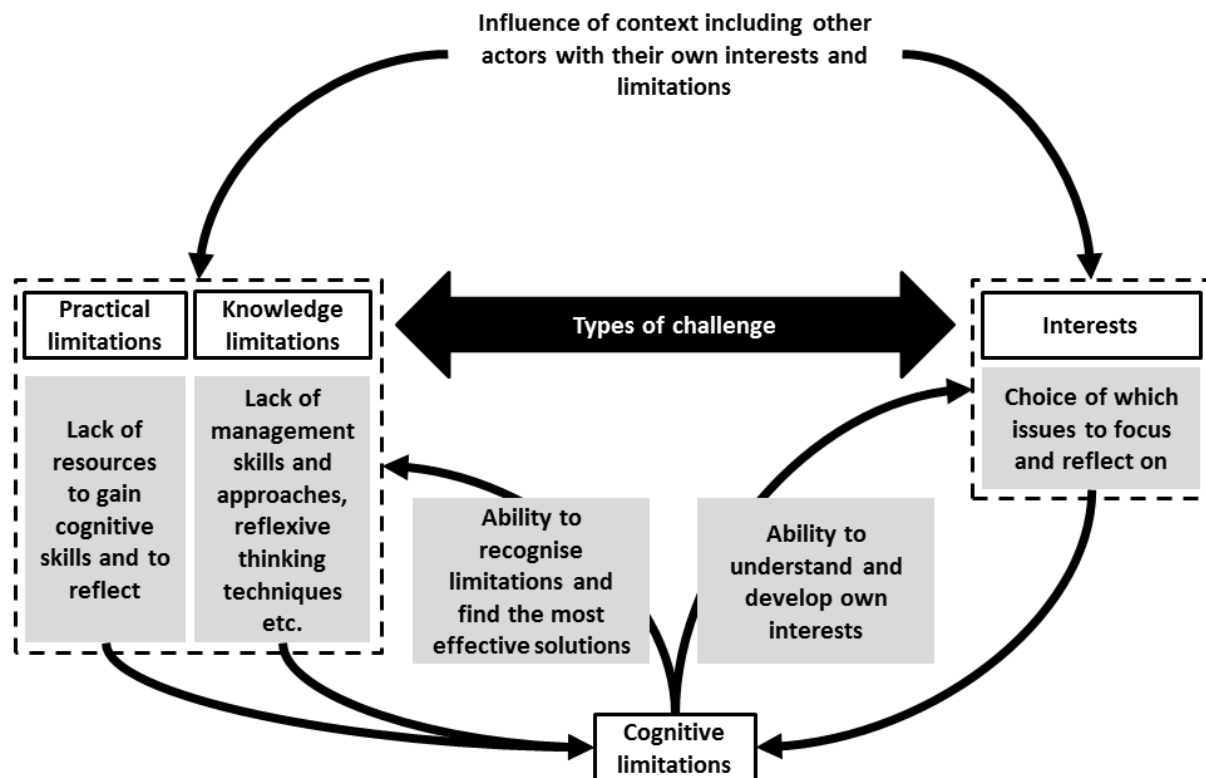 Influence of context including other
actors with their own interests and
limitations
Practical
limitations
Knowledge
limitations
Types of challenge
Interests
Lack of
resources
to gain
cognitive
skills and to
reflect
Lack of
management
skills and
approaches,
reflexive
thinking
techniques
etc.
Choice of which
issues to focus
and reflect on
Ability to
recognise
limitations and
find the most
effective solutions
Ability to
understand and
develop own
interests
Cognitive
limitations